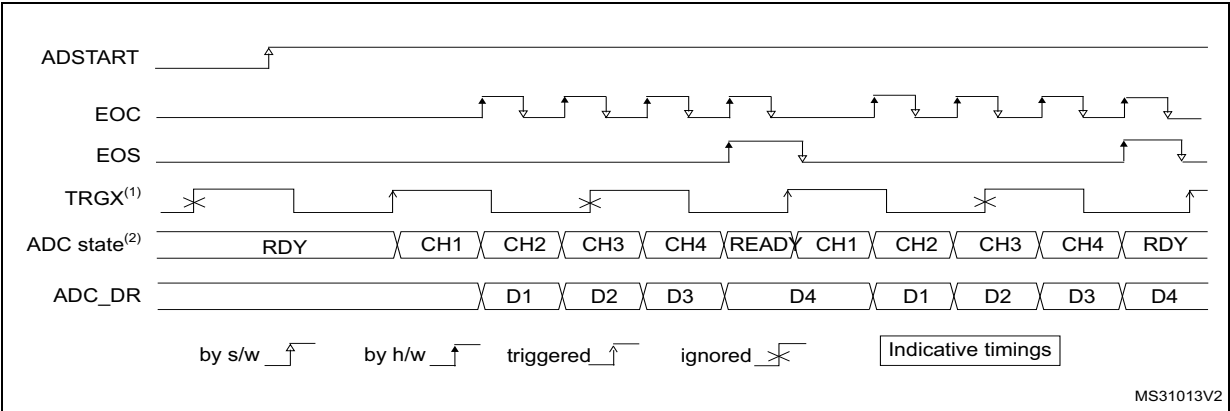 ADSTART
EOC
EOS
TRGX(1)
ADC state(2) RDY CH1 CH2 CH3 CH4 READY CH1 CH2 CH3 CH4 RDY
ADC_DR D1 D2 D3 D4 D1 D2 D3 D4
by s/w by h/w triggered ignored Indicative timings
MS31013V2